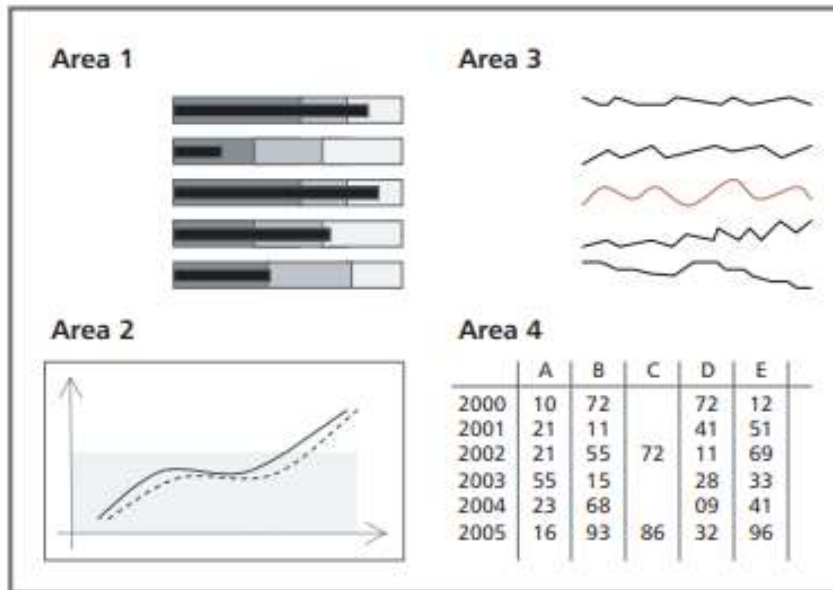 Area 1
Area 3
Area 2
Area 4
A B C D E
2000 10 72 72 12
2001 21 11 41 51
2002 21 55 72 11 69
2003 55 15 28 33
2004 23 68 09 41
2005 16 93 86 32 96